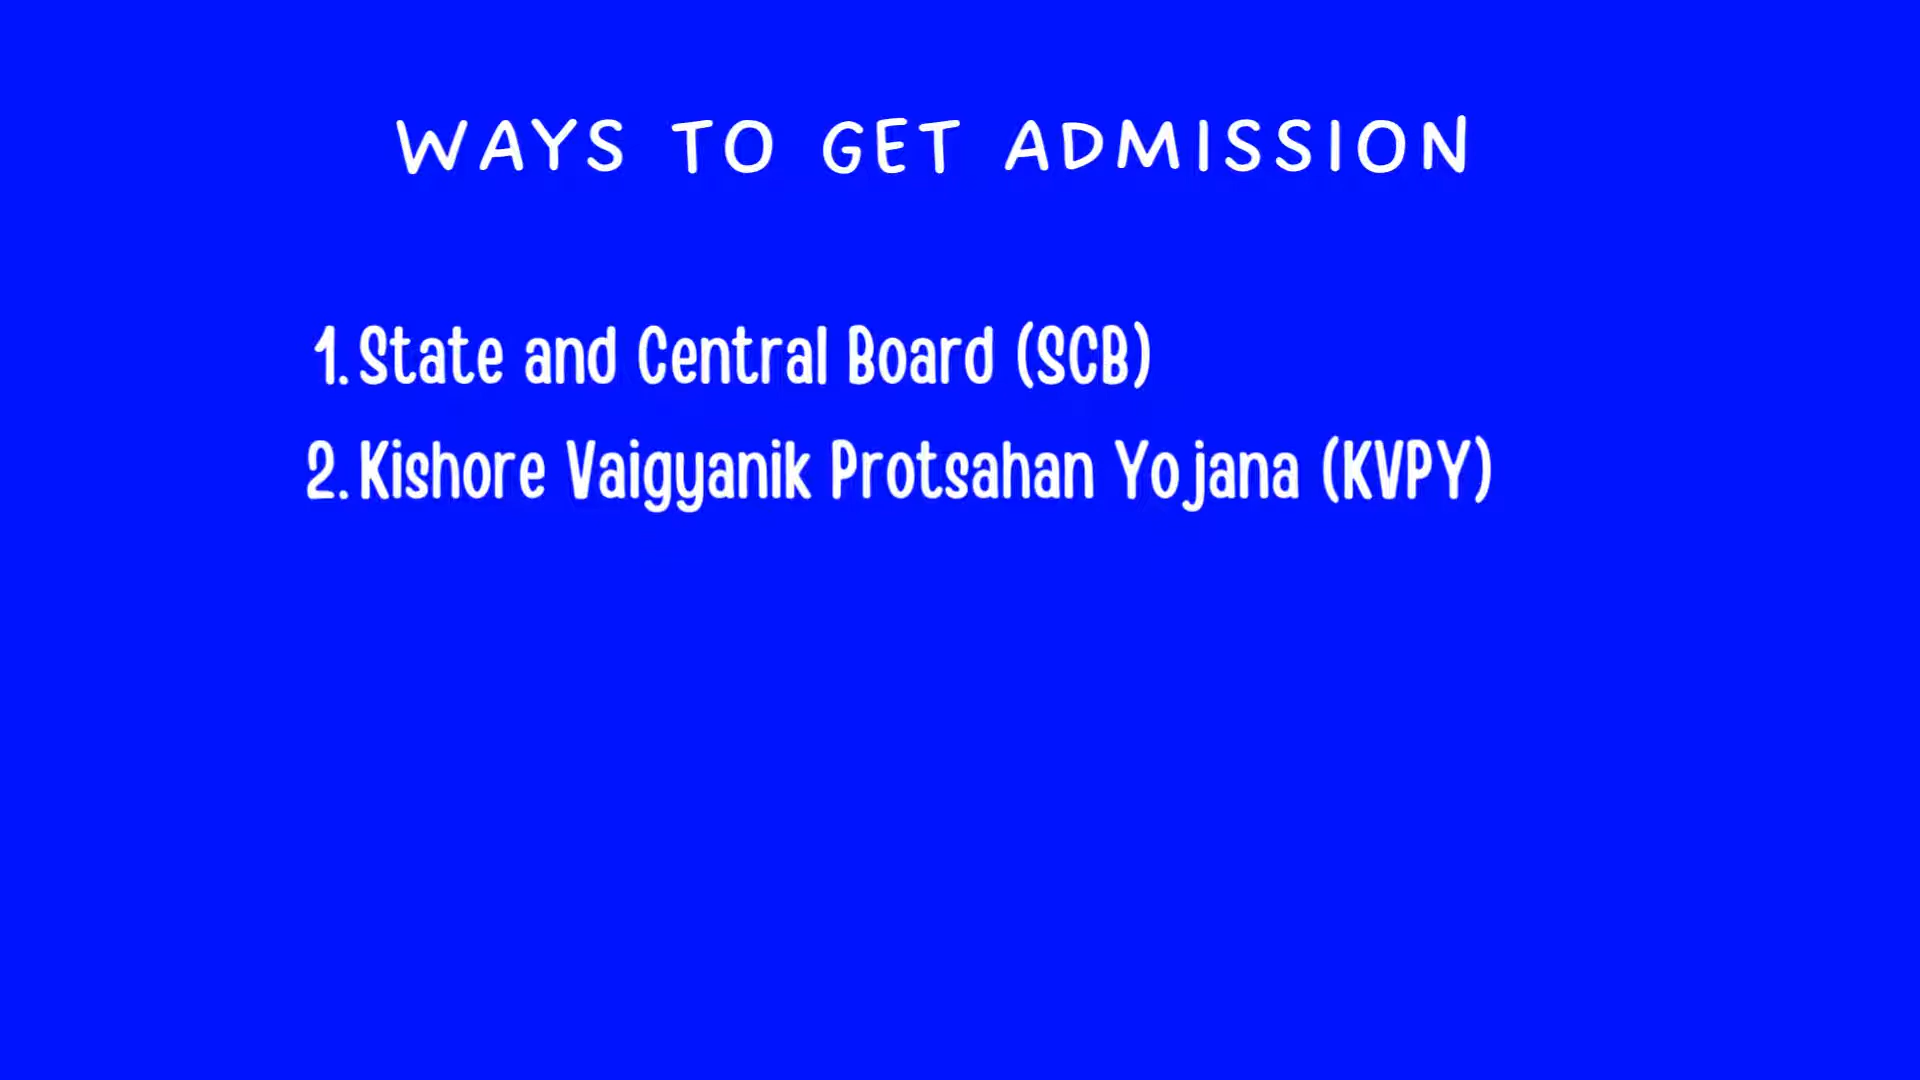 WAYS TO GET ADMISSION
1. State and Central Board (SCB)
2. Kishore Vaigyanik Protsahan Yojana (KVPY)